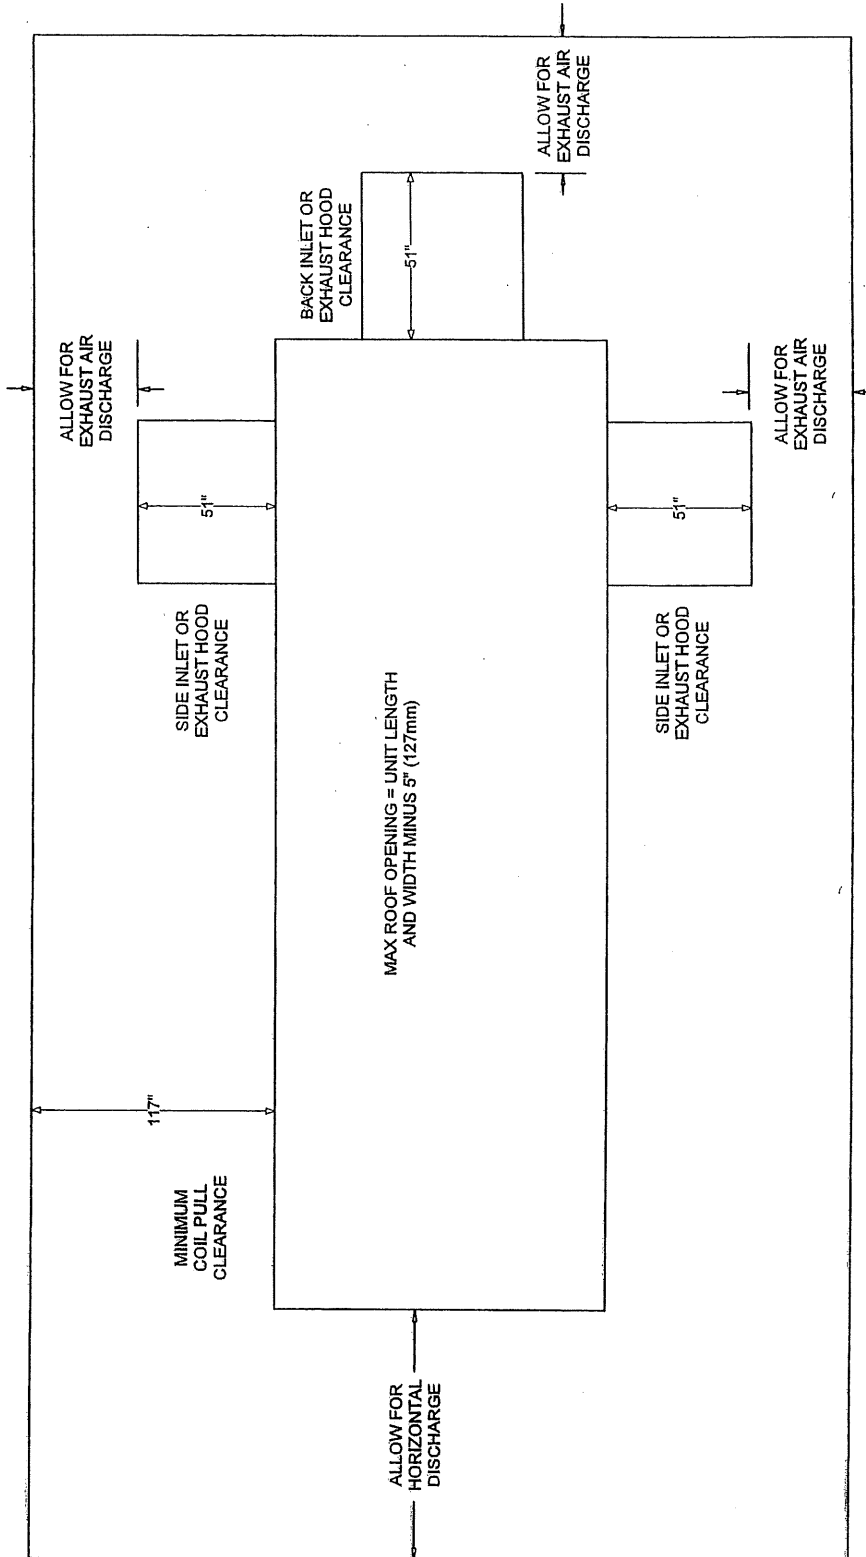 ALLOW FOR
EXHAUST AIR
DISCHARGE
BACK INLET OR
EXHAUST HOOD
CLEARANCE
51"
ALLOW FOR
EXHAUST AIR
DISCHARGE
51"
SIDE INLET OR
EXHAUST HOOD
CLEARANCE
ALLOW FOR
EXHAUST AIR
DISCHARGE
51"
SIDE INLET OR
EXHAUST HOOD
CLEARANCE
MAX ROOF OPENING = UNIT LENGTH
AND WIDTH MINUS 5" (127mm)
117"
MINIMUM
COIL PULL
CLEARANCE
ALLOW FOR
HORIZONTAL
DISCHARGE